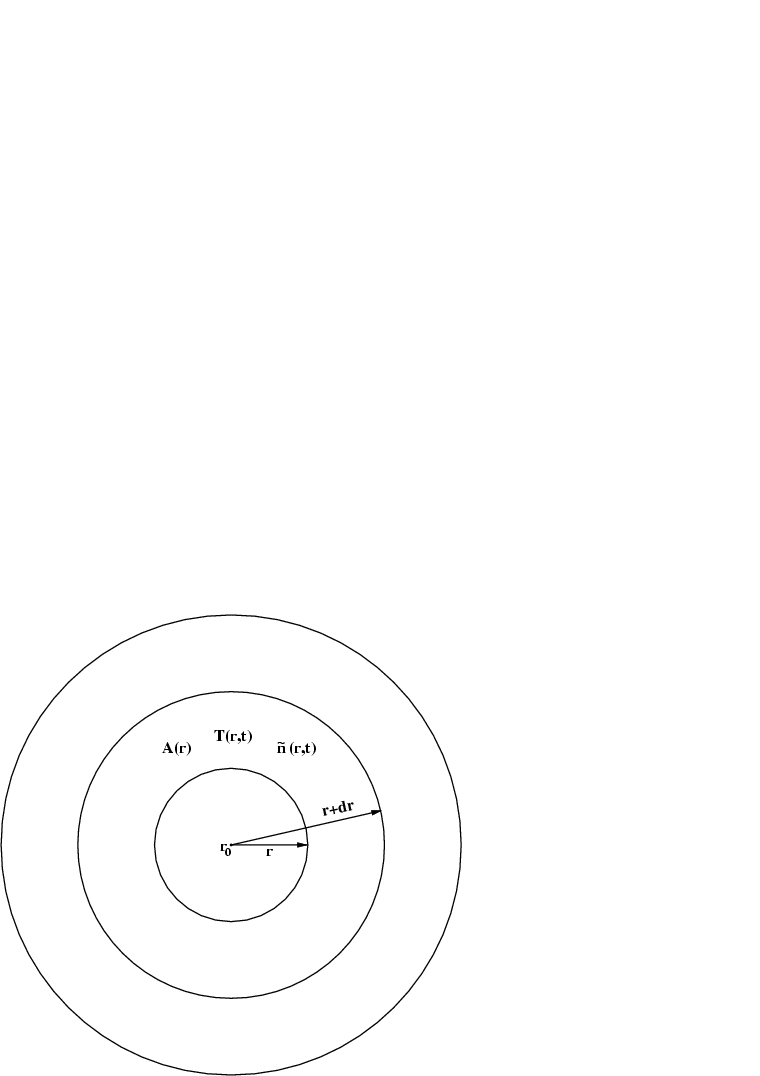 T(r,t)
A(r) ñ (r,t)
r+dr
r₀ r